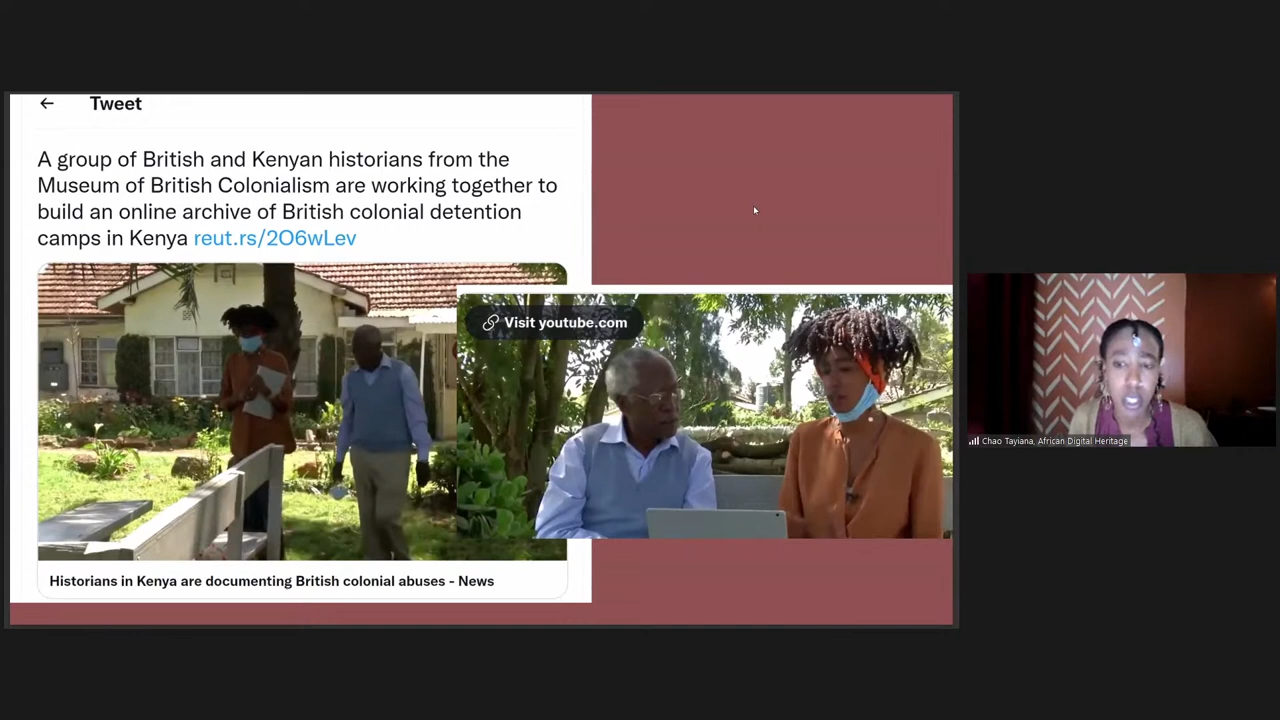 Tweet
A group of British and Kenyan historians from the
Museum of British Colonialism are working together to
build an online archive of British colonial detention
camps in Kenya reut.rs/2O6wLev
Visit youtube.com
Historians in Kenya are documenting British colonial abuses - News
Chao Tayiana, African Digital Heritage